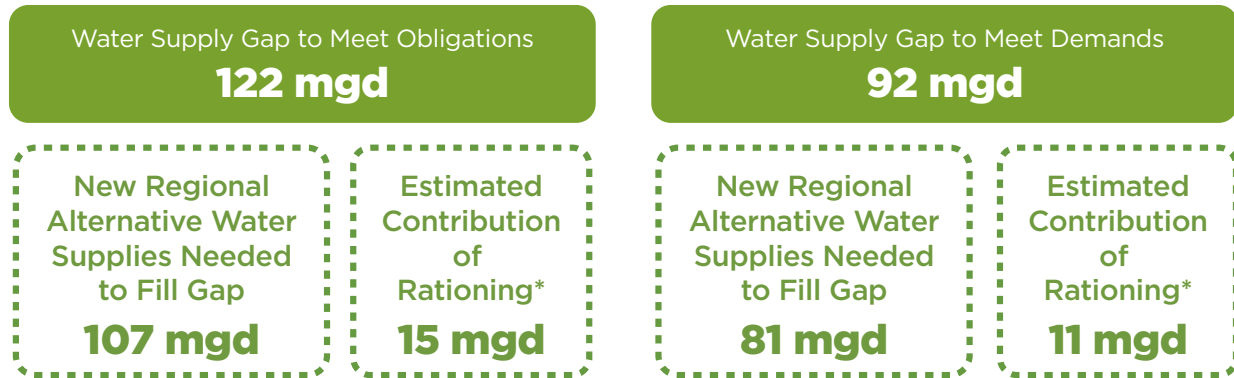 Water Supply Gap to Meet Obligations
122 mgd
New Regional
Alternative Water
Supplies Needed
to Fill Gap
107 mgd
Estimated
Contribution
of
Rationing*
15 mgd
Water Supply Gap to Meet Demands
92 mgd
New Regional
Alternative Water
Supplies Needed
to Fill Gap
81 mgd
Estimated
Contribution
of
Rationing*
11 mgd